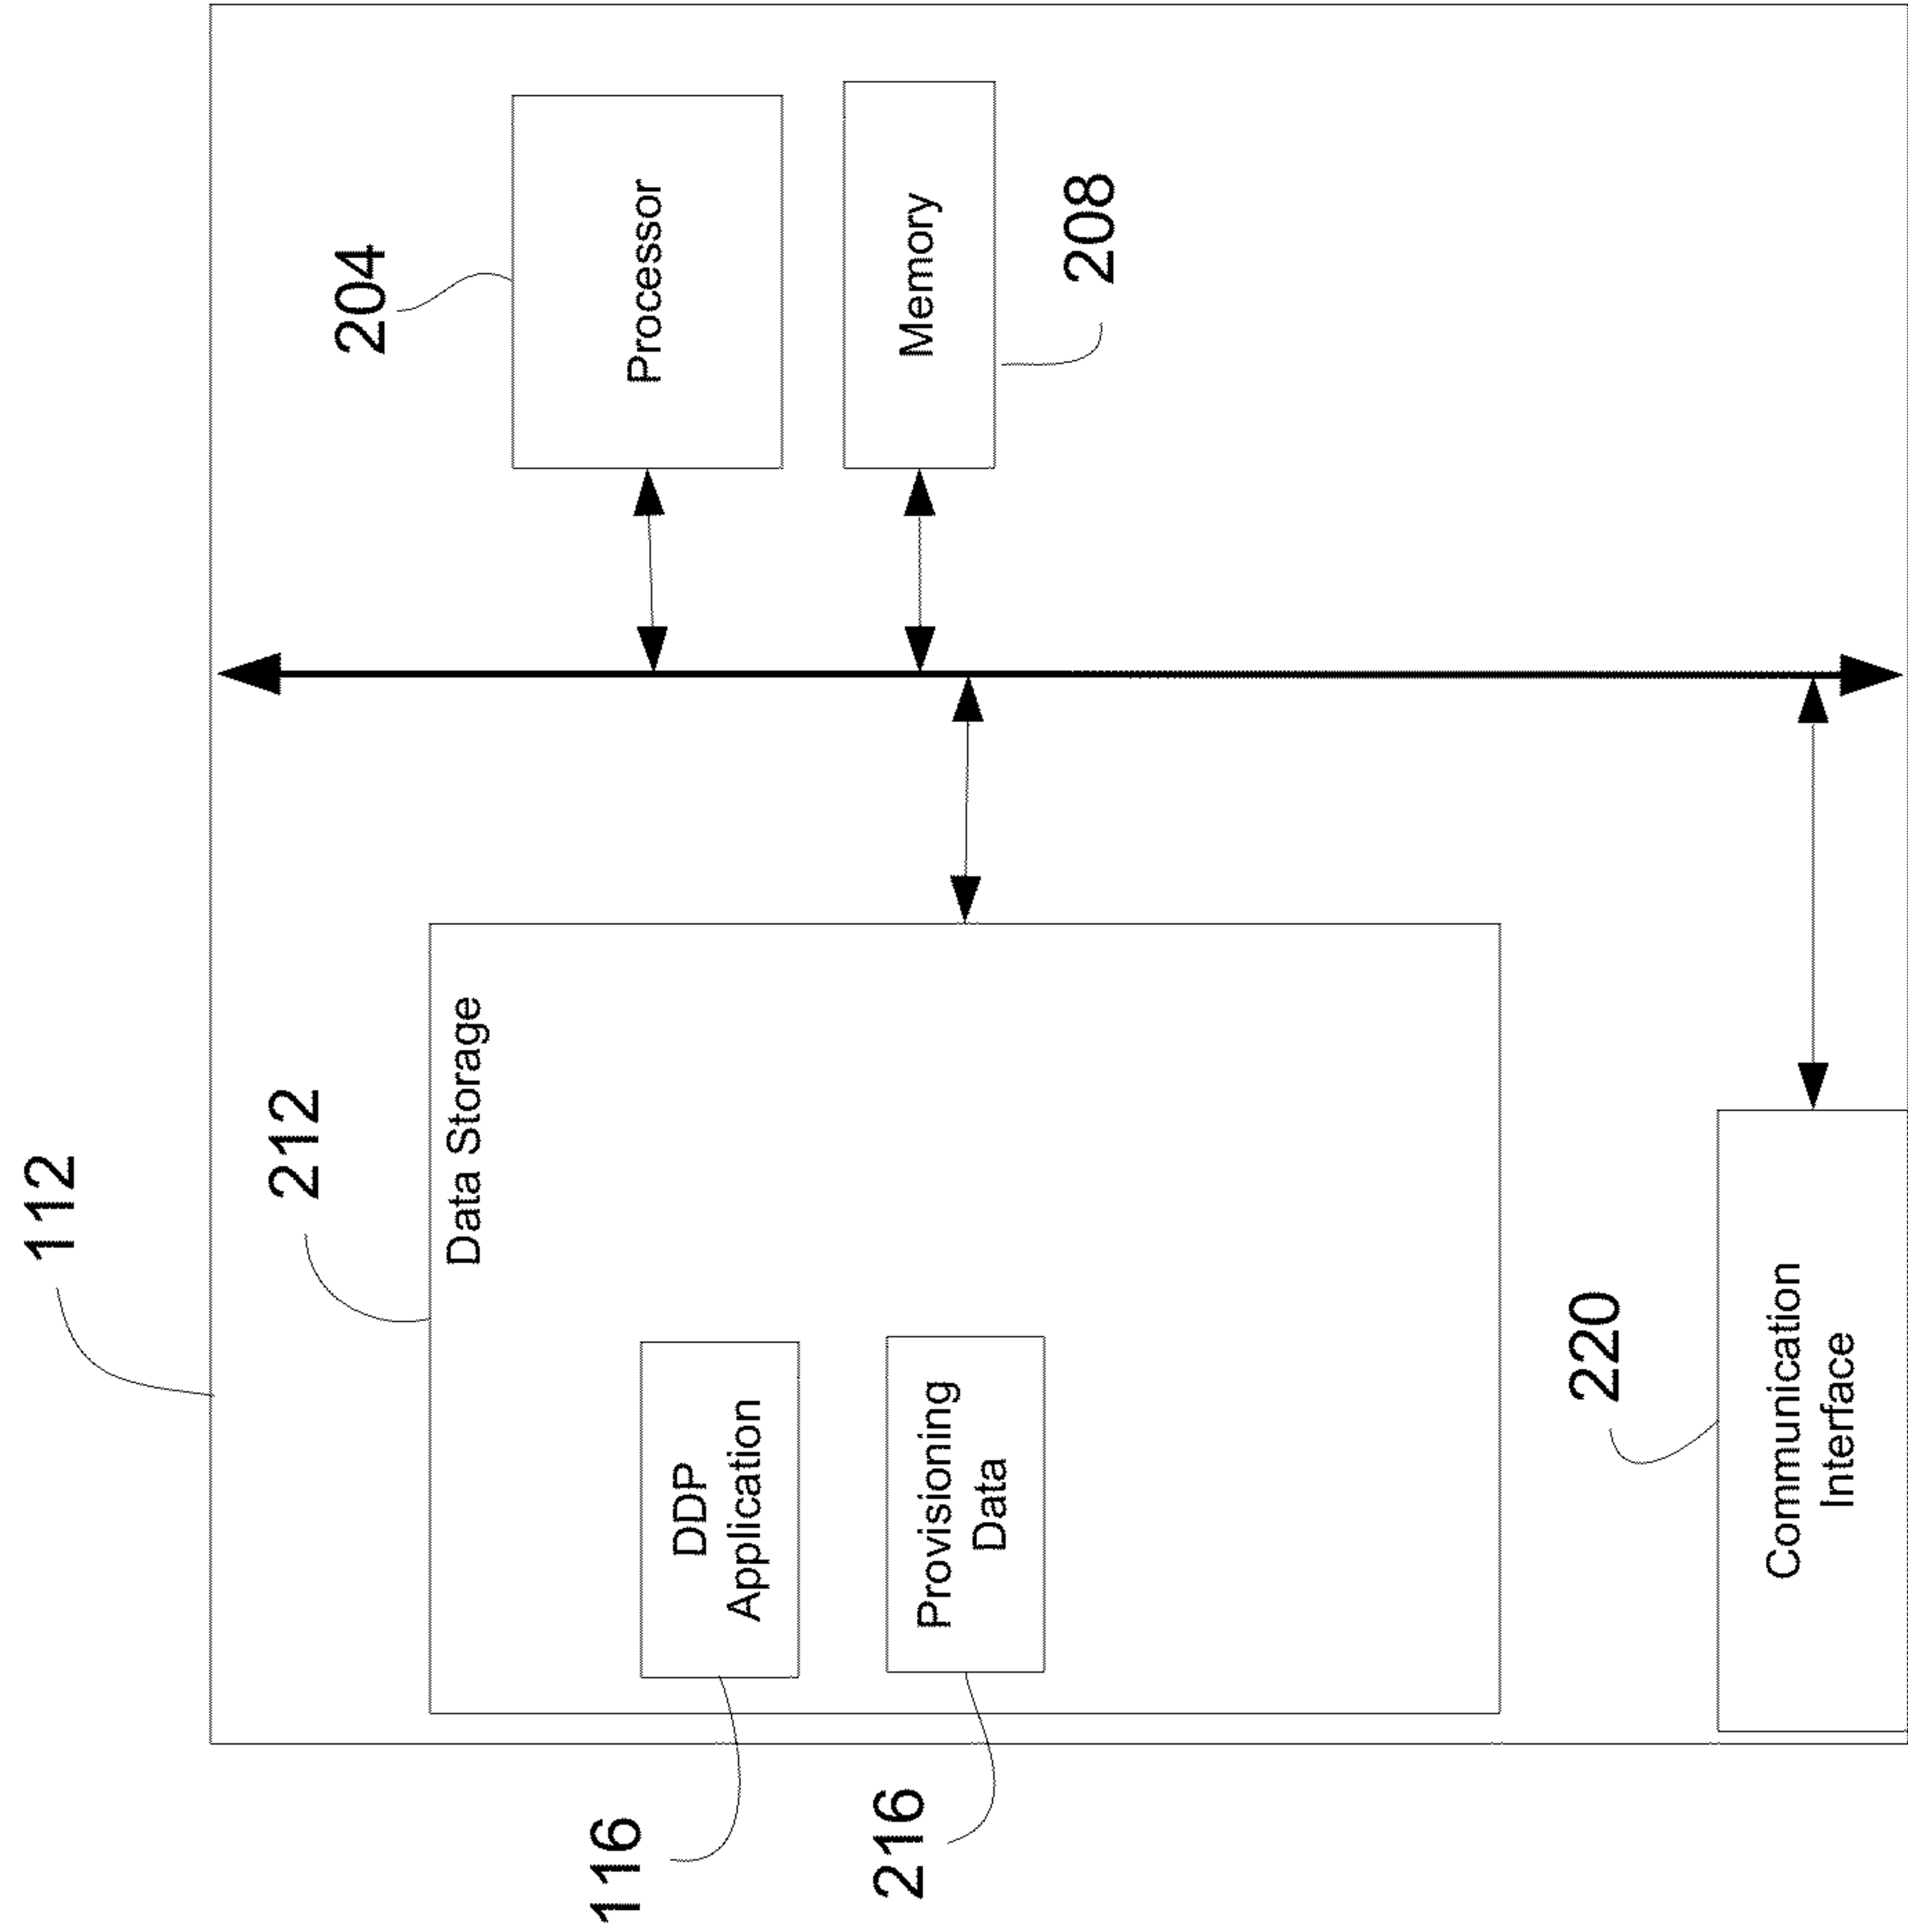 112
212
Data Storage
DDP
Application
116
Provisioning
Data
216
204
Processor
Memory
208
220
Communication
Interface